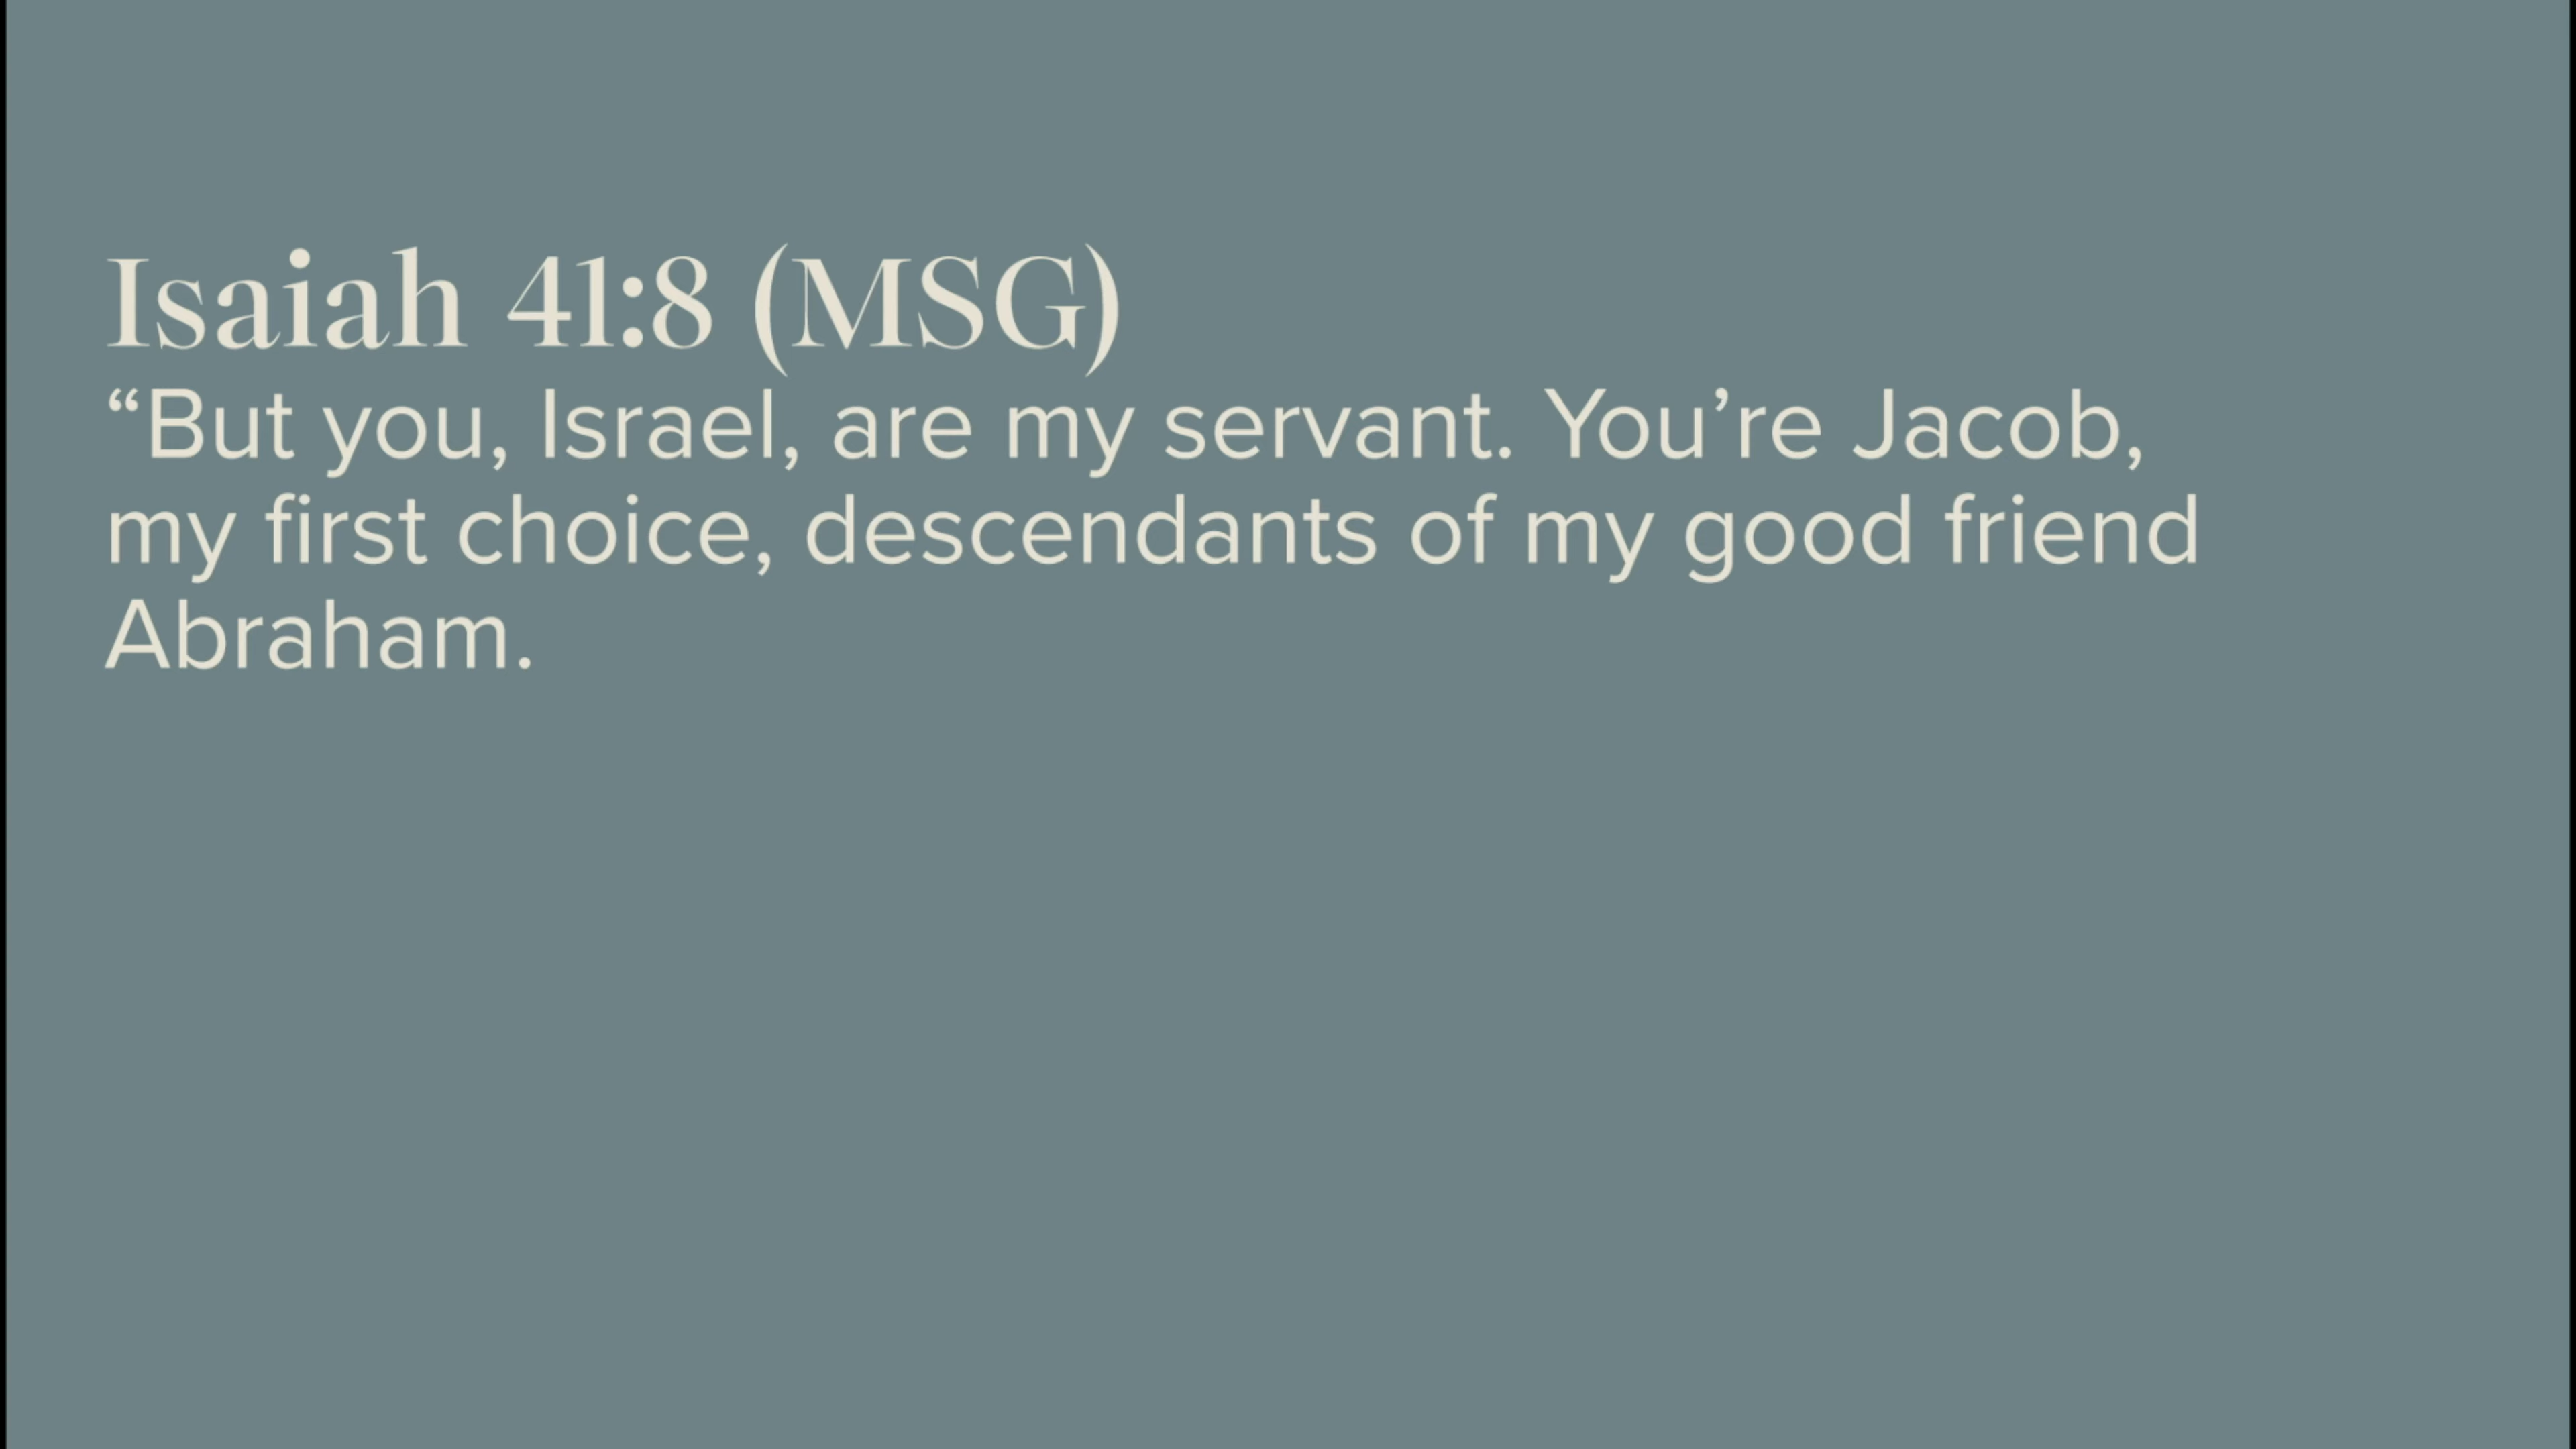 Isaiah 41:8 (MSG)
“But you, Israel, are my servant. You’re Jacob,
my first choice, descendants of my good friend
Abraham.